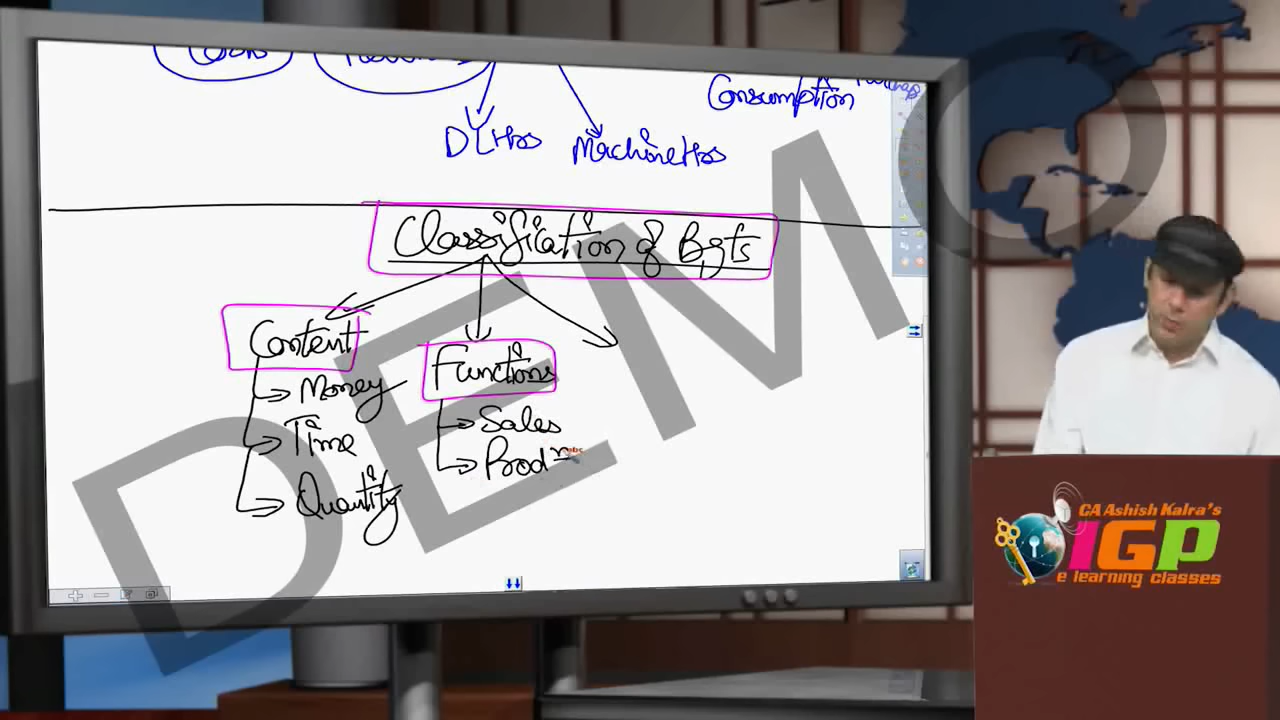 Consumption
DLHrs
MachineHrs
Classification of Bgts
Content
Functions
Money
Sales
Time
Prodn
Quantity
DEMO
CA Ashish Kalra's
IGP
e learning classes